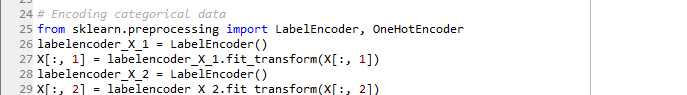 24 # Encoding categorical data
25 from sklearn.preprocessing import LabelEncoder, OneHotEncoder
26 labelencoder_X_1 = LabelEncoder()
27 X[:, 1] = labelencoder_X_1.fit_transform(X[:, 1])
28 labelencoder_X_2 = LabelEncoder()
29 X[:, 2] = labelencoder_X_2.fit_transform(X[:, 2])